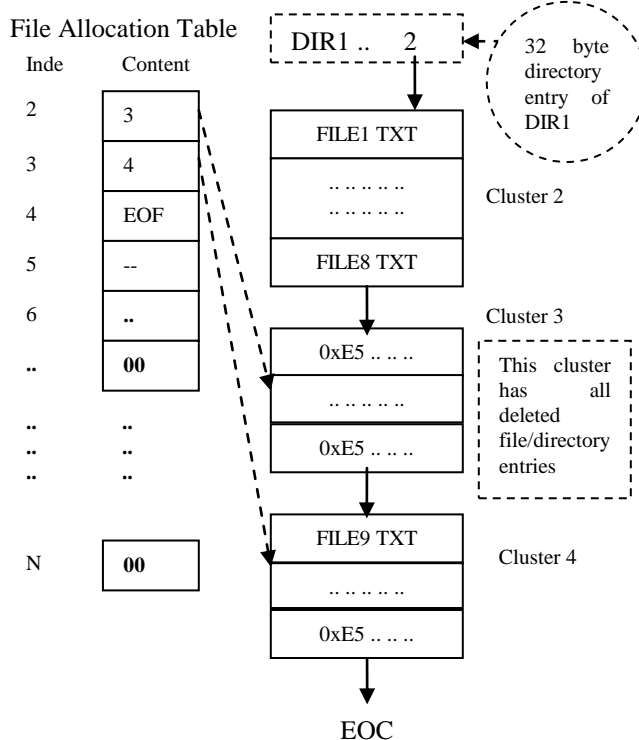 File Allocation Table
Inde Content
2 3
3 4
4 EOF
5 --
6 ..
.. 00
.. ..
.. ..
.. ..
N 00
DIR1 .. 2
32 byte
directory
entry of
DIR1
FILE1 TXT
.. .. .. .. ..
.. .. .. .. ..
FILE8 TXT
Cluster 2
Cluster 3
0xE5 .. .. ..
.. .. .. .. ..
0xE5 .. .. ..
This cluster
has all
deleted
file/directory
entries
FILE9 TXT
.. .. .. .. ..
0xE5 .. .. ..
Cluster 4
EOC